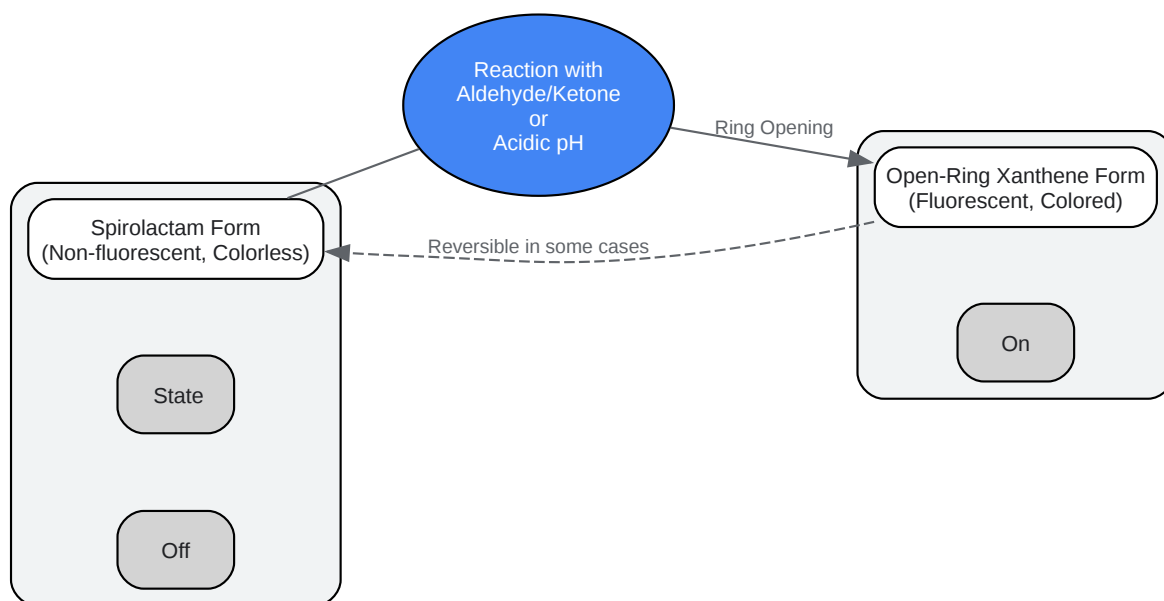 Reaction with
Aldehyde/Ketone
or
Acidic pH
Ring Opening
Open-Ring Xanthene Form
(Fluorescent, Colored)
Spirolactam Form
(Non-fluorescent, Colorless)
Reversible in some cases
On
State
Off